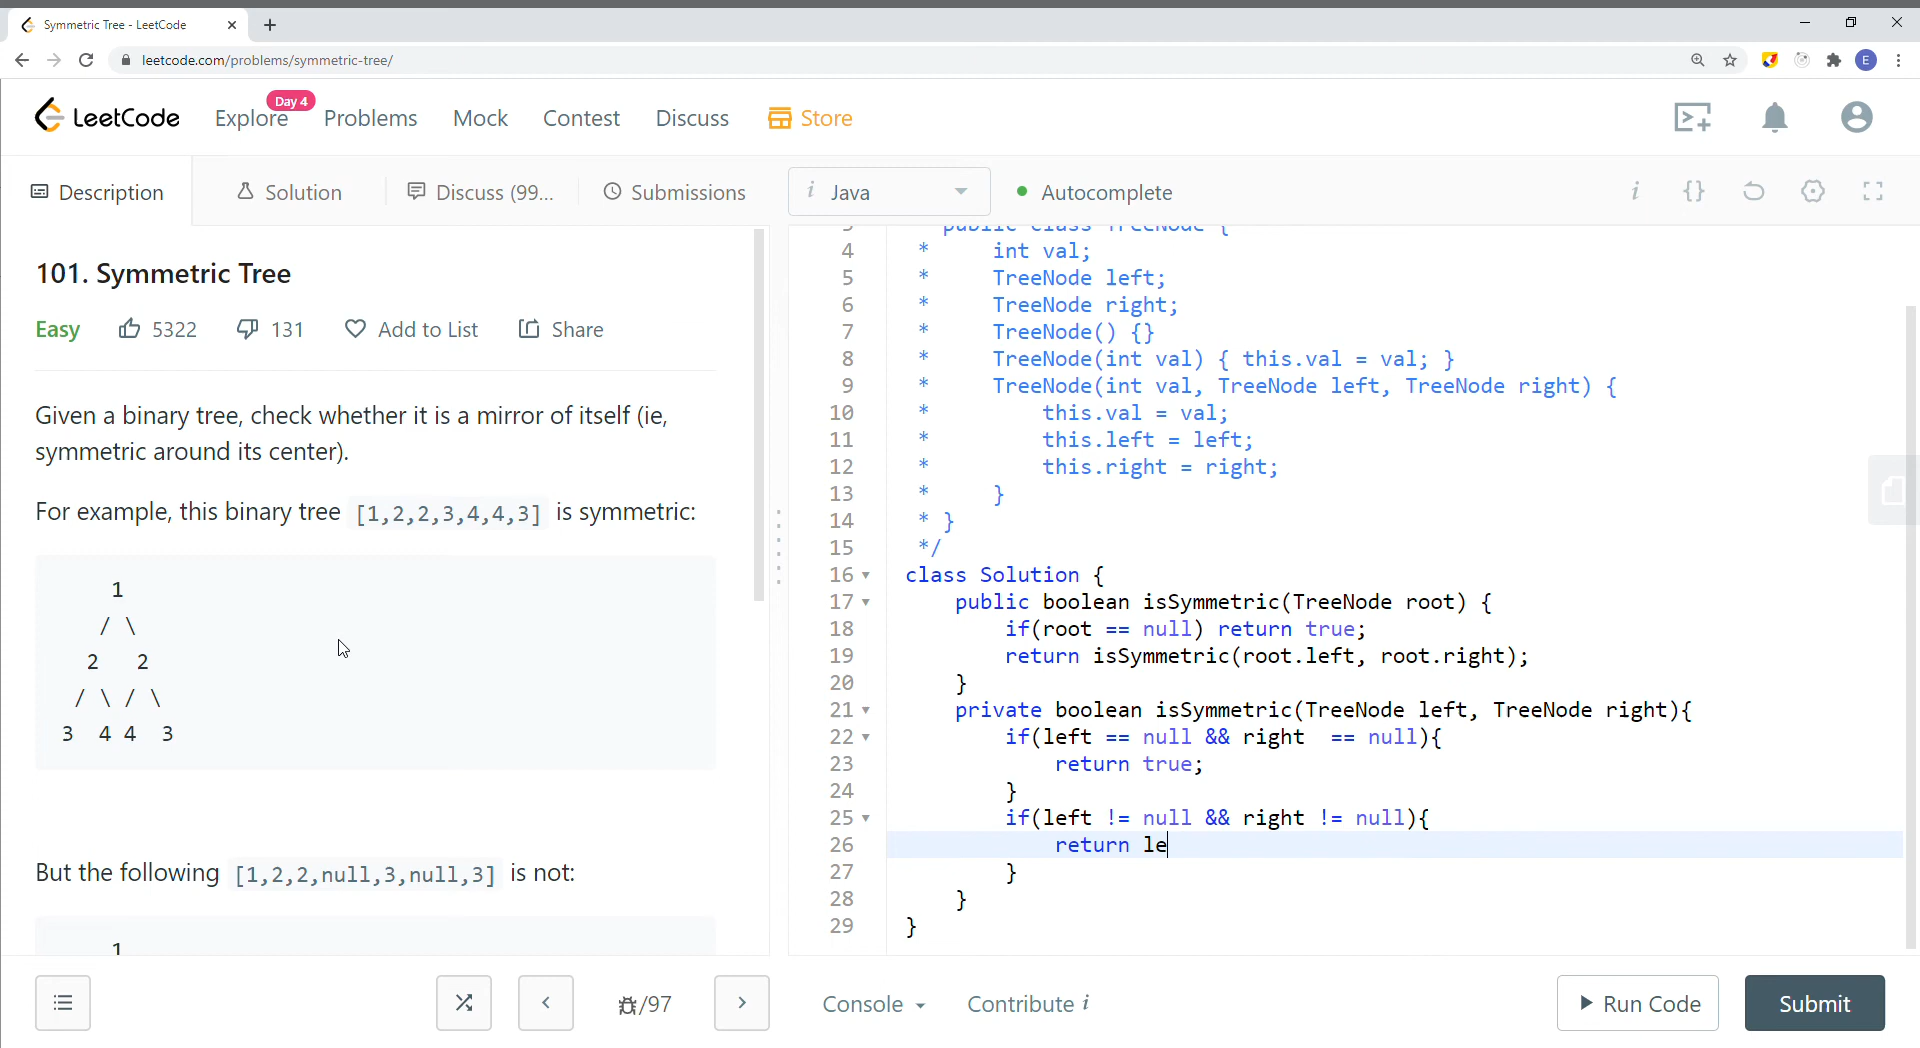 Symmetric Tree - LeetCode
leetcode.com/problems/symmetric-tree/
E
LeetCode
Explore
Day 4
Problems
Mock
Contest
Discuss
Store
Description
Solution
Discuss (99...
Submissions
i Java
Autocomplete
i
{}
101. Symmetric Tree
Easy
5322
131
Add to List
Share
Given a binary tree, check whether it is a mirror of itself (ie,
symmetric around its center).
For example, this binary tree [1,2,2,3,4,4,3] is symmetric:
1
/ \
2   2
/ \ / \
3  4 4  3
But the following [1,2,2,null,3,null,3] is not:
1
3   public class TreeNode {
4 *     int val;
5 *     TreeNode left;
6 *     TreeNode right;
7 *     TreeNode() {}
8 *     TreeNode(int val) { this.val = val; }
9 *     TreeNode(int val, TreeNode left, TreeNode right) {
10 *         this.val = val;
11 *         this.left = left;
12 *         this.right = right;
13 *     }
14 * }
15 */
16 class Solution {
17     public boolean isSymmetric(TreeNode root) {
18         if(root == null) return true;
19         return isSymmetric(root.left, root.right);
20     }
21     private boolean isSymmetric(TreeNode left, TreeNode right){
22         if(left == null && right  == null){
23             return true;
24         }
25         if(left != null && right != null){
26             return le
27         }
28     }
29 }
/97
Console
Contribute i
Run Code
Submit